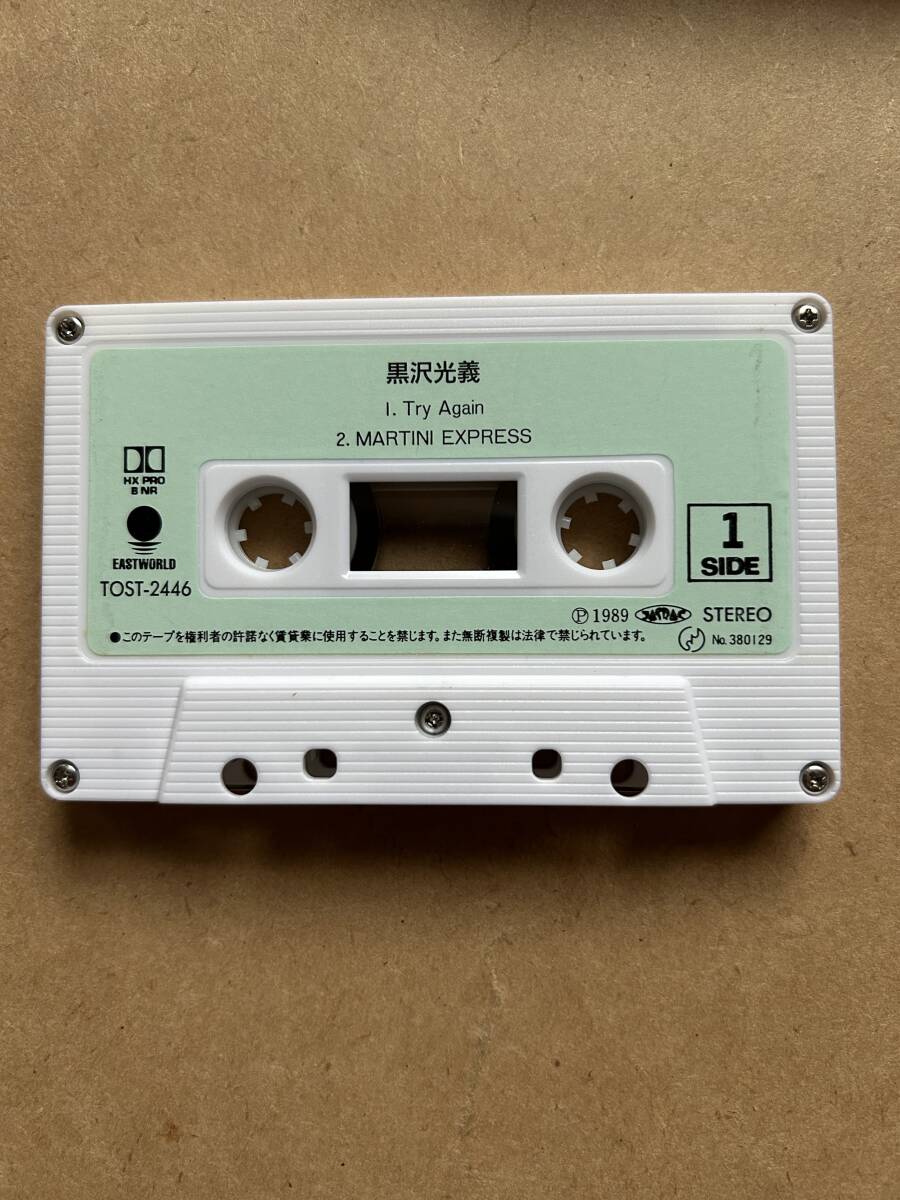 黒沢光義
1. Try Again
2. MARTINI EXPRESS
HX PRO
B NR
EASTWORLD
TOST-2446
1
SIDE
Ⓟ1989 JASRAC STEREO
●このテープを権利者の許諾なく賃貸業に使用することを禁じます。また無断複製は法律で禁じられています。
No. 380129